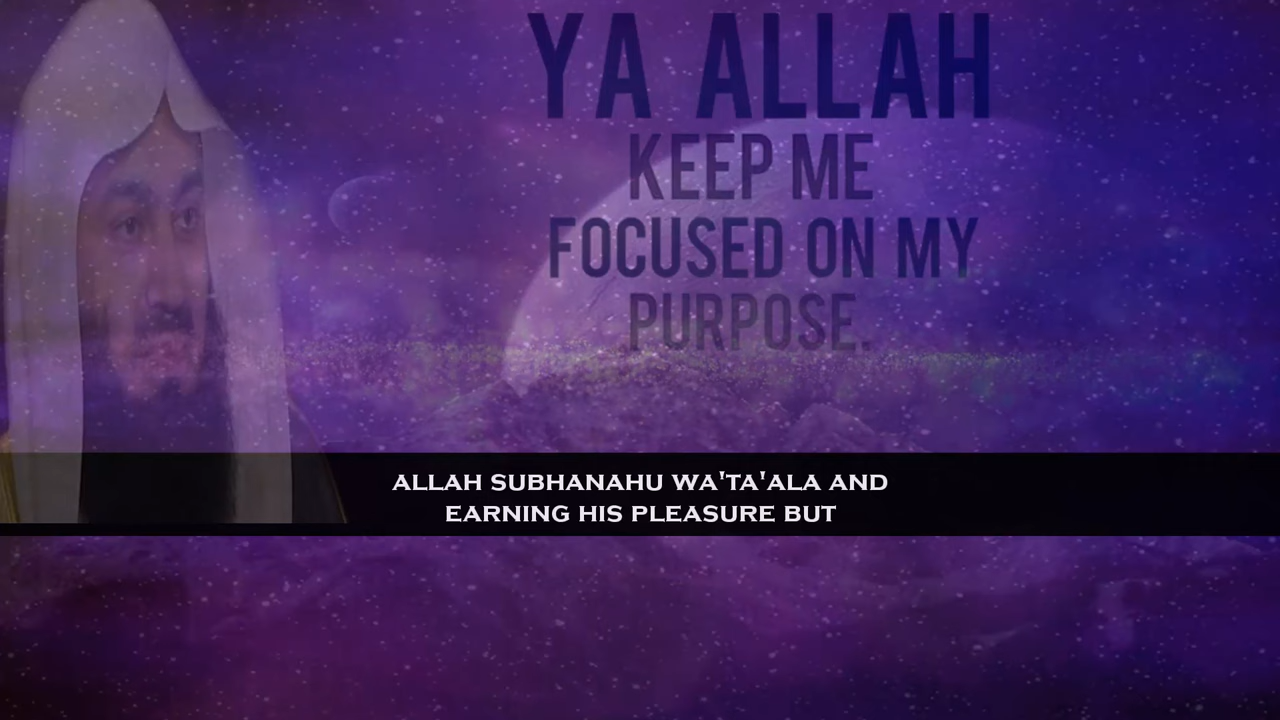 YA ALLAH
KEEP ME
FOCUSED ON MY
PURPOSE.
ALLAH SUBHANAHU WA'TA'ALA AND
EARNING HIS PLEASURE BUT